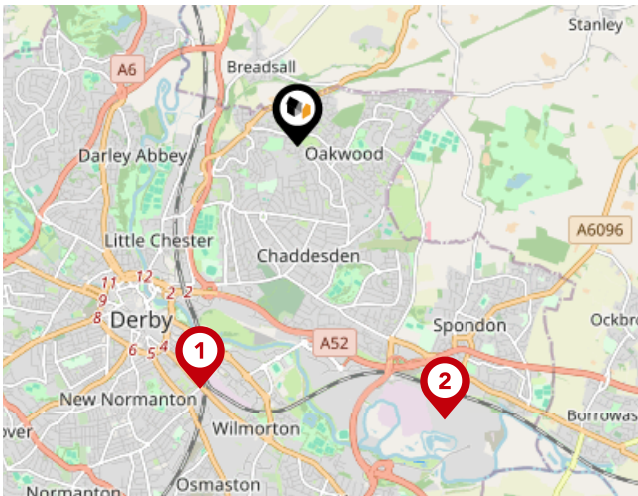 Stanley
A6
Breadsall
Darley Abbey
Oakwood
A6096
Little Chester
Chaddesden
11 12
9 2 2
8
Derby
Spondon
Ockbr
A52
6 5 4
1
2
New Normanton
Borrowas
Wilmorton
over
Osmaston
Normanton